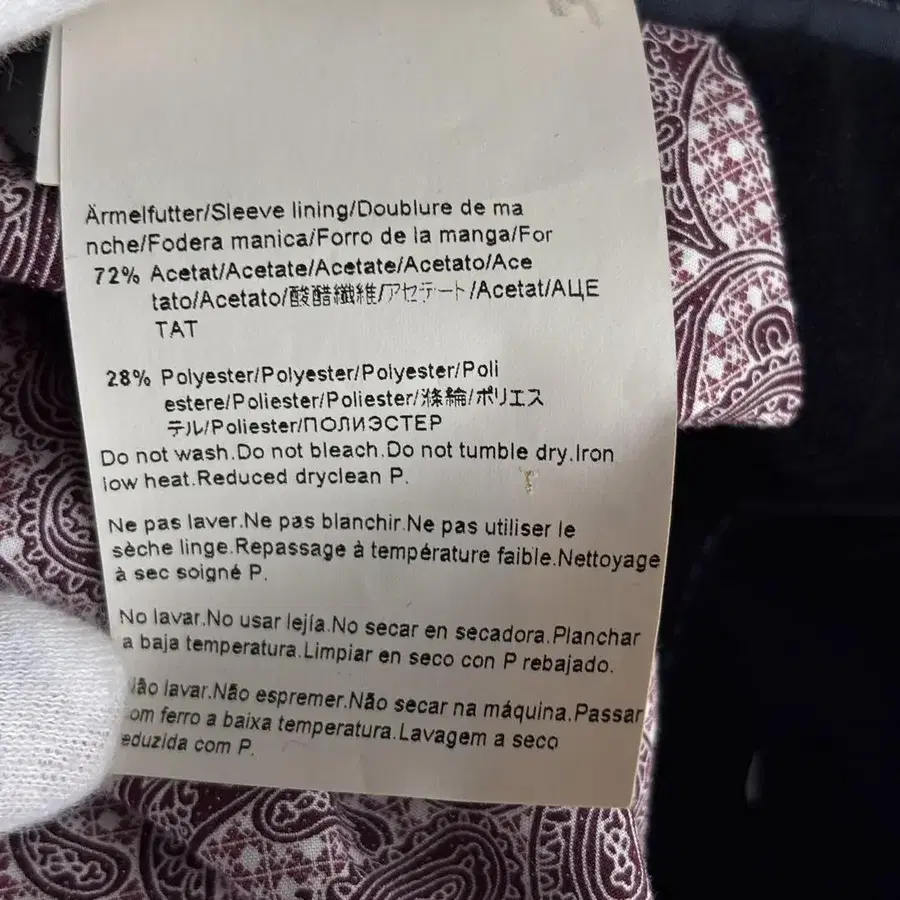 Ärmelfutter/Sleeve lining/Doublure de ma
nche/Fodera manica/Forro de la manga/For
72% Acetat/Acetate/Acetate/Acetato/Ace
tato/Acetato/酸醋纖維/アセテート/Acetat/АЦЕ
ТАТ
28% Polyester/Polyester/Polyester/Poli
estere/Poliester/Poliester/滌綸/ポリエス
テル/Poliester/ПОЛИЭСТЕР
Do not wash.Do not bleach.Do not tumble dry.Iron
low heat.Reduced dryclean P.
Ne pas laver.Ne pas blanchir.Ne pas utiliser le
sèche linge.Repassage à température faible.Nettoyage
à sec soigné P.
No lavar.No usar lejía.No secar en secadora.Planchar
a baja temperatura.Limpiar en seco con P rebajado.
ão lavar.Não espremer.Não secar na máquina.Passar
om ferro a baixa temperatura.Lavagem a seco
eduzida com P.